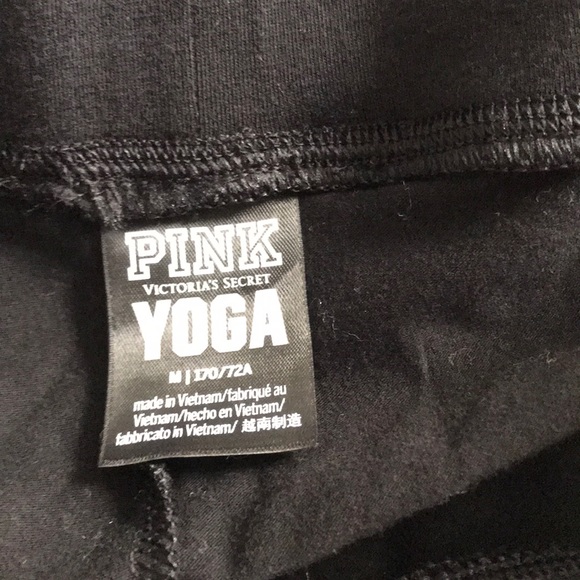 PINK
VICTORIA'S SECRET
YOGA
M | 170/72A
made in Vietnam/fabriqué au
Vietnam/hecho en Vietnam/
fabbricato in Vietnam/ 越南制造